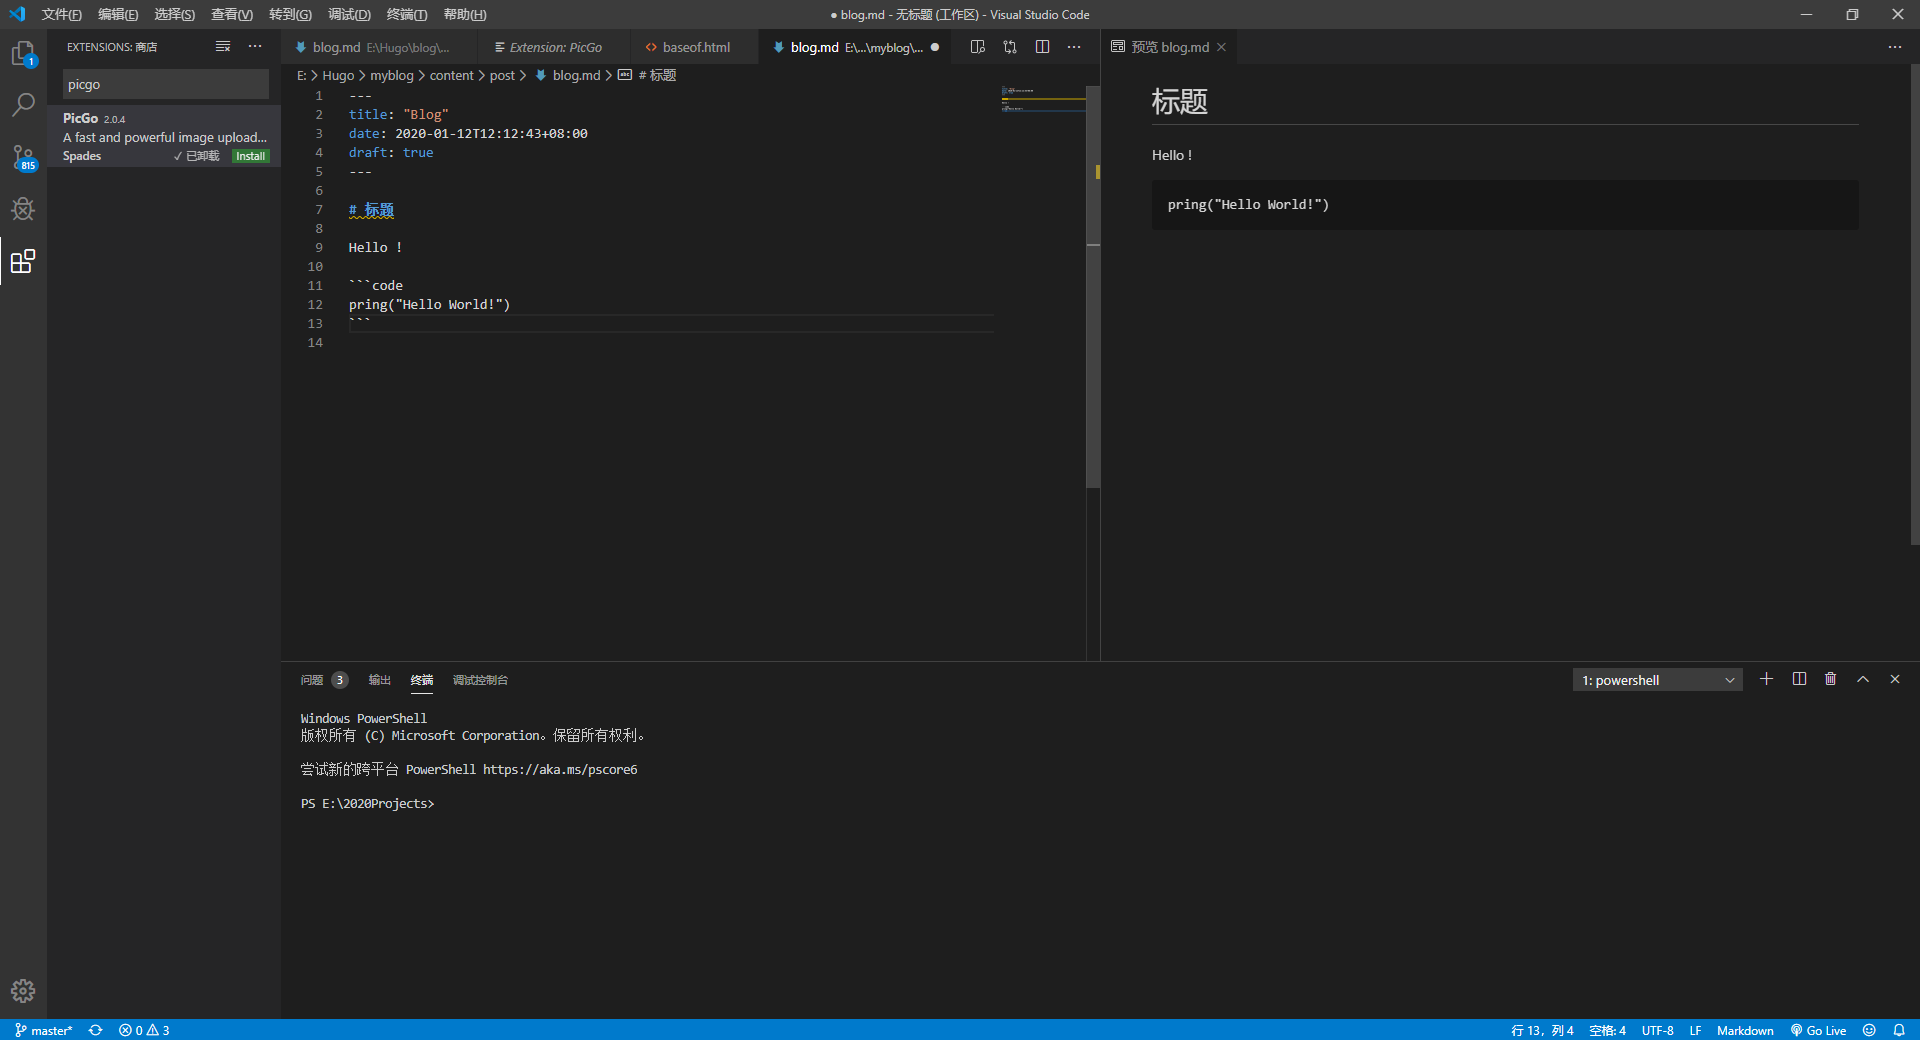 文件(F) 编辑(E) 选择(S) 查看(V) 转到(G) 调试(D) 终端(T) 帮助(H)
● blog.md - 无标题 (工作区) - Visual Studio Code
EXTENSIONS: 商店
picgo
PicGo 2.0.4
A fast and powerful image upload...
Spades ✓ 已卸载 Install
1
815
blog.md E:\Hugo\blog\... Extension: PicGo baseof.html blog.md E:\...\myblog\... ●
E: > Hugo > myblog > content > post > blog.md > # 标题
1 ---
2 title: "Blog"
3 date: 2020-01-12T12:12:43+08:00
4 draft: true
5 ---
6
7 # 标题
8
9 Hello !
10
11 ```code
12 pring("Hello World!")
13 ```
14
预览 blog.md
标题
Hello !
pring("Hello World!")
问题 3 输出 终端 调试控制台
1: powershell
Windows PowerShell
版权所有 (C) Microsoft Corporation。保留所有权利。
尝试新的跨平台 PowerShell https://aka.ms/pscore6
PS E:\2020Projects>
master* 0 3
行 13，列 4 空格: 4 UTF-8 LF Markdown Go Live